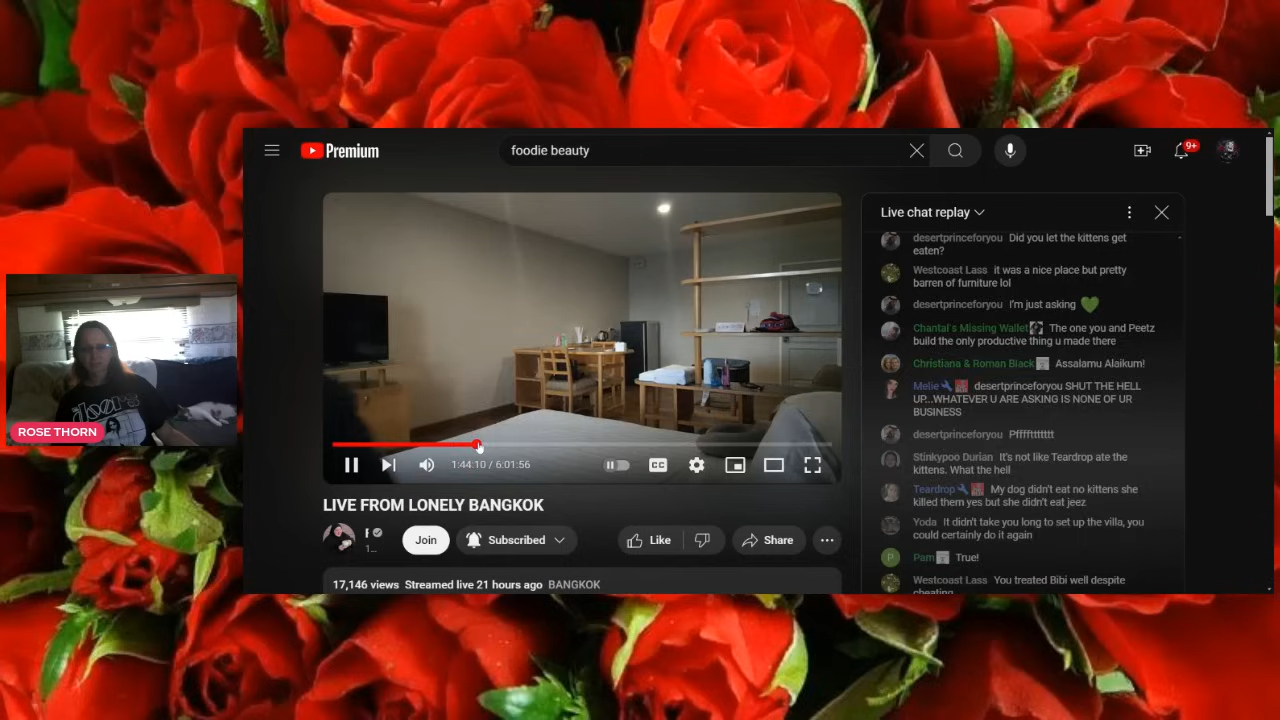 Premium
foodie beauty
9+
Live chat replay
desertprinceforyou Did you let the kittens get
eaten?
Westcoast Lass it was a nice place but pretty
barren of furniture lol
desertprinceforyou I'm just asking
Chantal's Missing Wallet The one you and Peetz
build the only productive thing u made there
Christiana & Roman Black Assalamu Alaikum!
Melie desertprinceforyou SHUT THE HELL
UP...WHATEVER U ARE ASKING IS NONE OF UR
BUSINESS
desertprinceforyou Pfffftttttttt
Stinkypoo Durian It's not like Teardrop ate the
kittens. What the hell
Teardrop My dog didn't eat no kittens she
killed them yes but she didn't eat jeez
Yoda It didn't take you long to set up the villa, you
could certainly do it again
P Pam True!
Westcoast Lass You treated Bibi well despite
cheating
doors
ROSE THORN
1:44:10 / 6:01:56
CC
LIVE FROM LONELY BANGKOK
1...
Join
Subscribed
Like
Share
17,146 views Streamed live 21 hours ago BANGKOK